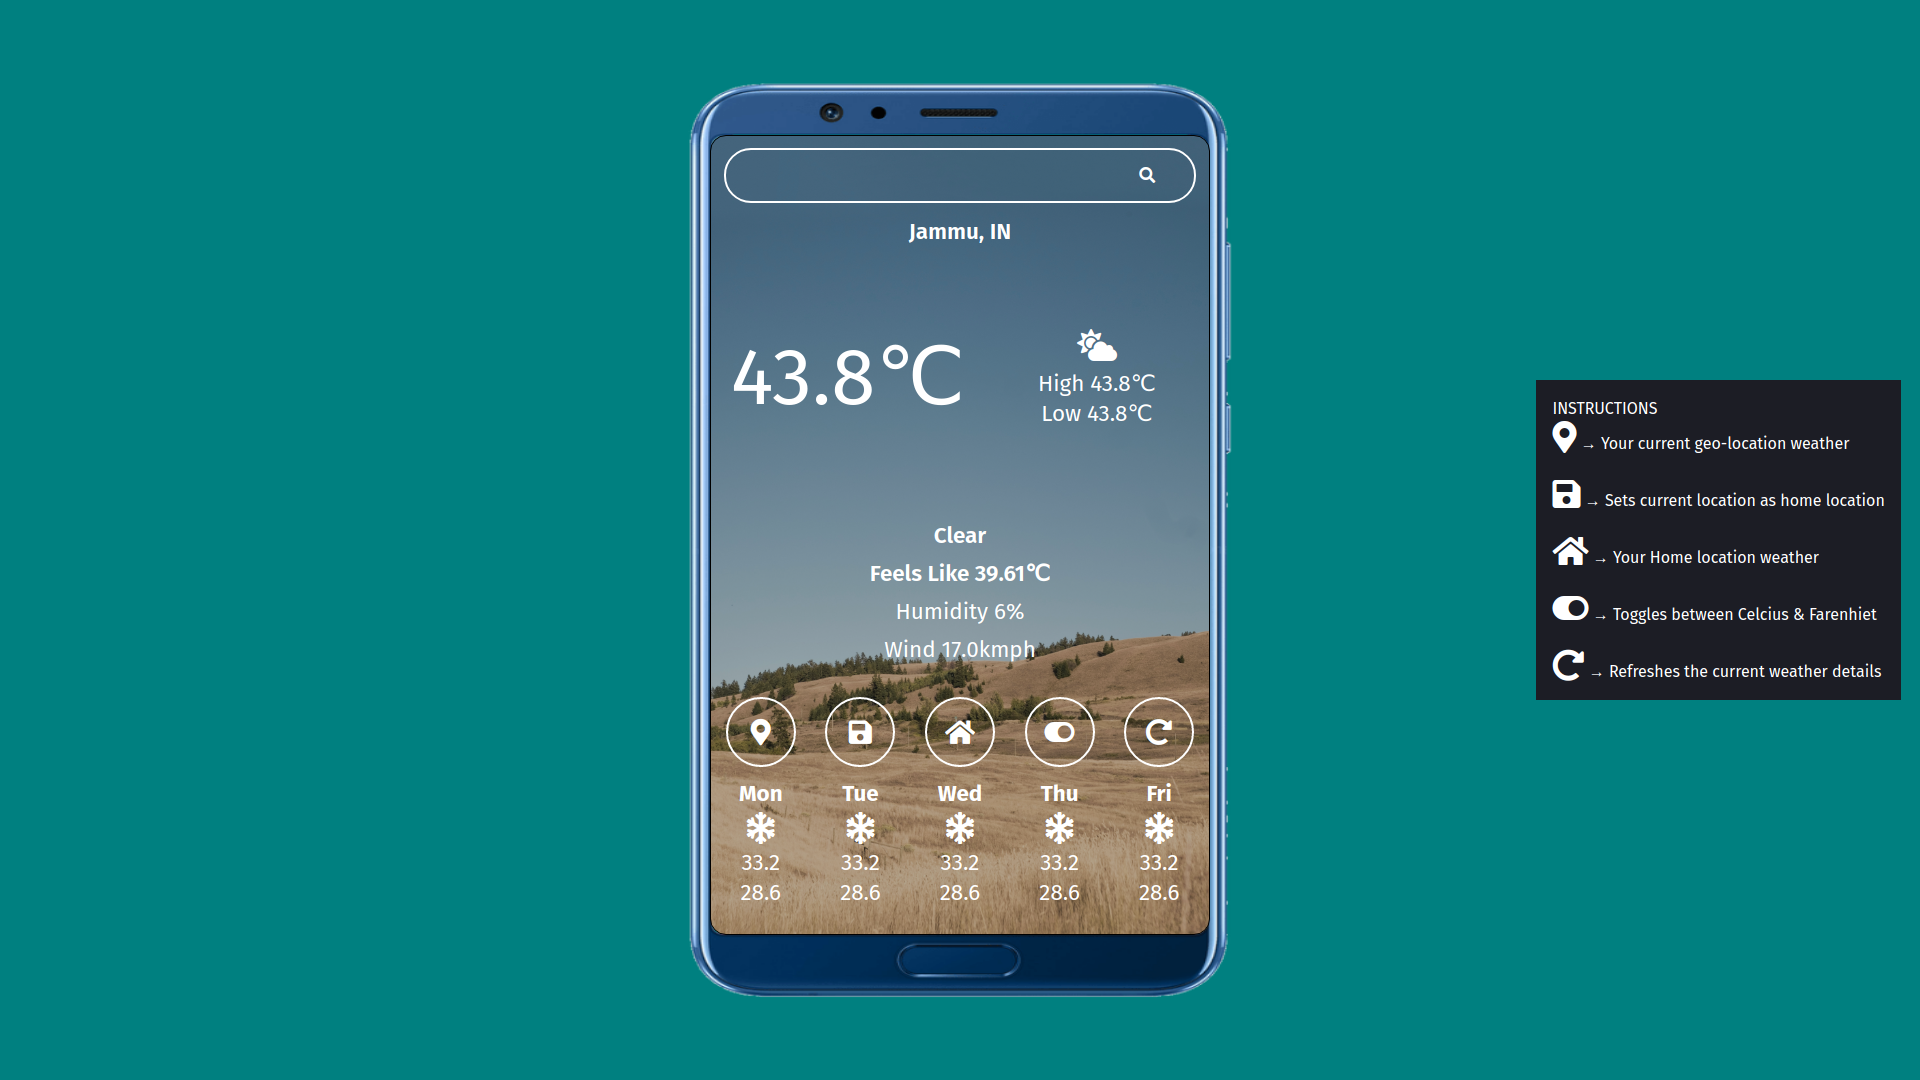 Jammu, IN
43.8°C
High 43.8°C
Low 43.8°C
Clear
Feels Like 39.61°C
Humidity 6%
Wind 17.0kmph
Mon Tue Wed Thu Fri
33.2 33.2 33.2 33.2 33.2
28.6 28.6 28.6 28.6 28.6
INSTRUCTIONS
→ Your current geo-location weather
→ Sets current location as home location
→ Your Home location weather
→ Toggles between Celcius & Farenhiet
→ Refreshes the current weather details